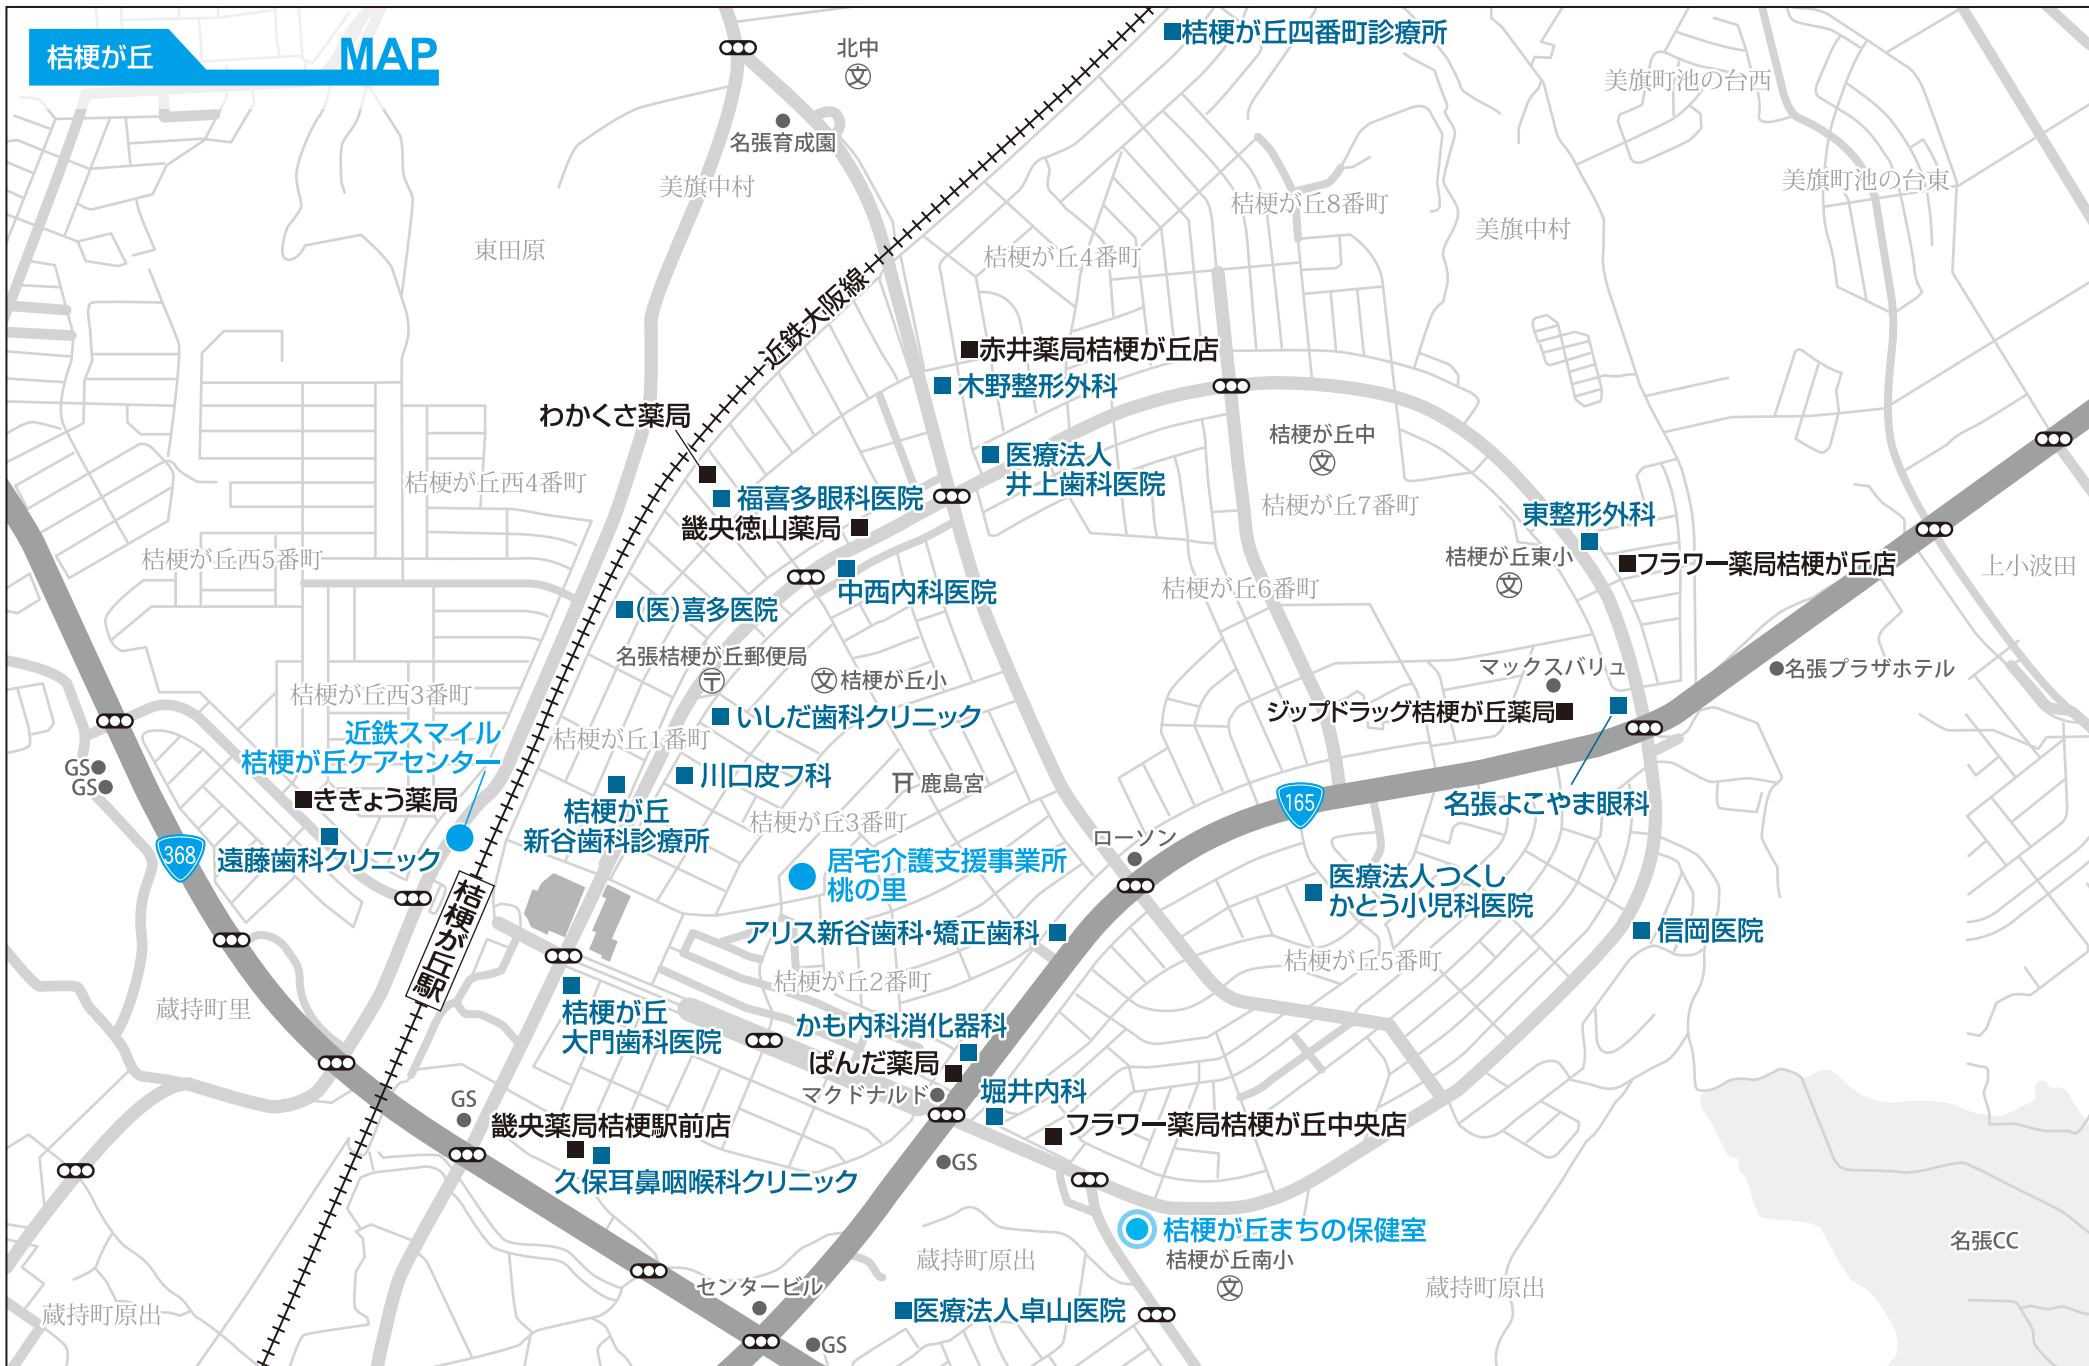 桔梗が丘 MAP
桔梗が丘四番町診療所
北中
文
美旗町池の台西
名張育成園
美旗中村
美旗町池の台東
桔梗が丘8番町
美旗中村
東田原
桔梗が丘4番町
近鉄大阪線
赤井薬局桔梗が丘店
木野整形外科
わかくさ薬局
桔梗が丘中
文
医療法人
井上歯科医院
桔梗が丘西4番町
福喜多眼科医院
桔梗が丘7番町
畿央徳山薬局
東整形外科
桔梗が丘西5番町
桔梗が丘東小
文
フラワー薬局桔梗が丘店
上小波田
中西内科医院
桔梗が丘6番町
(医)喜多医院
名張桔梗が丘郵便局
〒
文
桔梗が丘小
マックスバリュ
名張プラザホテル
桔梗が丘西3番町
いしだ歯科クリニック
ジップドラッグ桔梗が丘薬局
近鉄スマイル
桔梗が丘ケアセンター
桔梗が丘1番町
GS
GS
川口皮フ科
鹿島宮
ききょう薬局
桔梗が丘
新谷歯科診療所
165
名張よこやま眼科
桔梗が丘3番町
ローソン
368
遠藤歯科クリニック
居宅介護支援事業所
桃の里
医療法人つくし
かとう小児科医院
桔梗が丘駅
アリス新谷歯科・矯正歯科
信岡医院
桔梗が丘5番町
桔梗が丘2番町
蔵持町里
桔梗が丘
大門歯科医院
かも内科消化器科
ぱんだ薬局
マクドナルド
堀井内科
GS
畿央薬局桔梗駅前店
フラワー薬局桔梗が丘中央店
GS
久保耳鼻咽喉科クリニック
桔梗が丘まちの保健室
桔梗が丘南小
文
名張CC
蔵持町原出
蔵持町原出
センタービル
医療法人卓山医院
蔵持町原出
GS